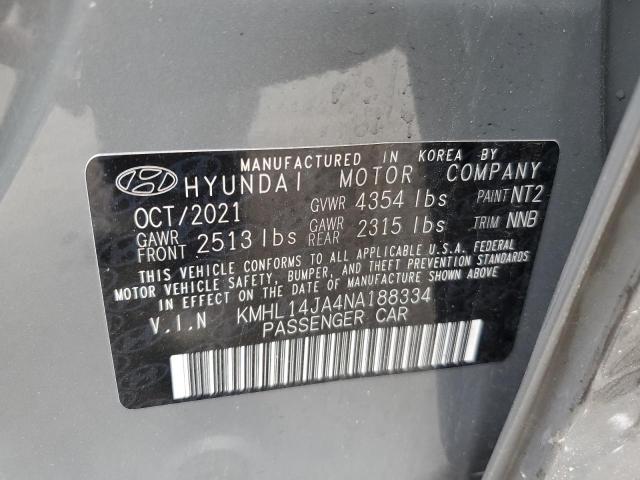 MANUFACTURED IN KOREA BY
HYUNDAI MOTOR COMPANY
OCT/2021 GVWR 4354 lbs PAINT NT2
GAWR FRONT 2513 lbs GAWR REAR 2315 lbs TRIM NNB
THIS VEHICLE CONFORMS TO ALL APPLICABLE U.S.A. FEDERAL
MOTOR VEHICLE SAFETY, BUMPER, AND THEFT PREVENTION STANDARDS
IN EFFECT ON THE DATE OF MANUFACTURE SHOWN ABOVE
V.I.N KMHL14JA4NA188334
PASSENGER CAR